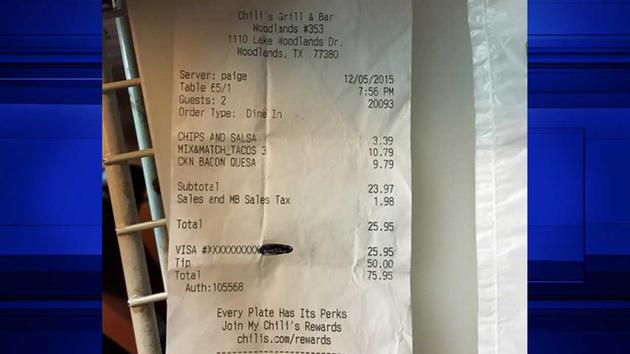 Chili's Grill & Bar
Woodlands #353
1110 Lake Woodlands Dr.
Woodlands, TX 77380
Server: paige 12/05/2015
Table 65/1 7:56 PM
Guests: 2 20093
Order Type: Dine In
CHIPS AND SALSA 3.39
MIX&MATCH_TACOS 3 10.79
CKN BACON QUESA 9.79
Subtotal 23.97
Sales and MB Sales Tax 1.98
Total 25.95
VISA #XXXXXXXXXX 25.95
Tip 50.00
Total 75.95
Auth:105568
Every Plate Has Its Perks
Join My Chili's Rewards
chilis.com/rewards